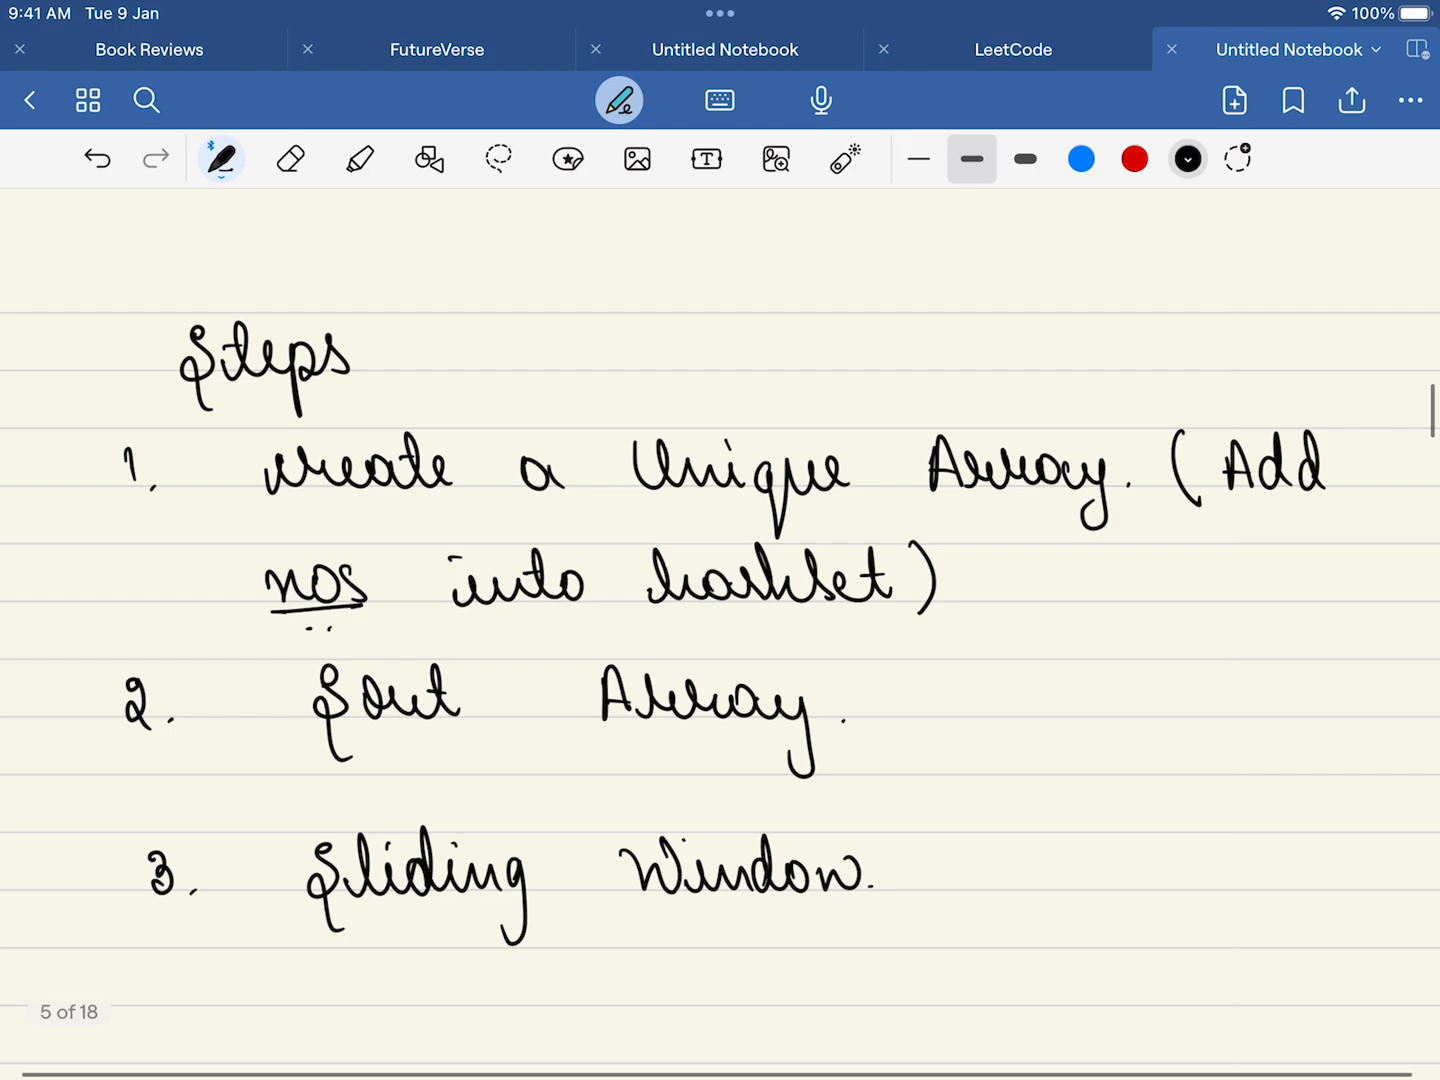 9:41 AM Tue 9 Jan
100%
Book Reviews
FutureVerse
Untitled Notebook
LeetCode
Untitled Notebook
Steps
1. create a Unique Array. (Add
nos into hashset)
2. Sort Array.
3. Sliding Window.
5 of 18